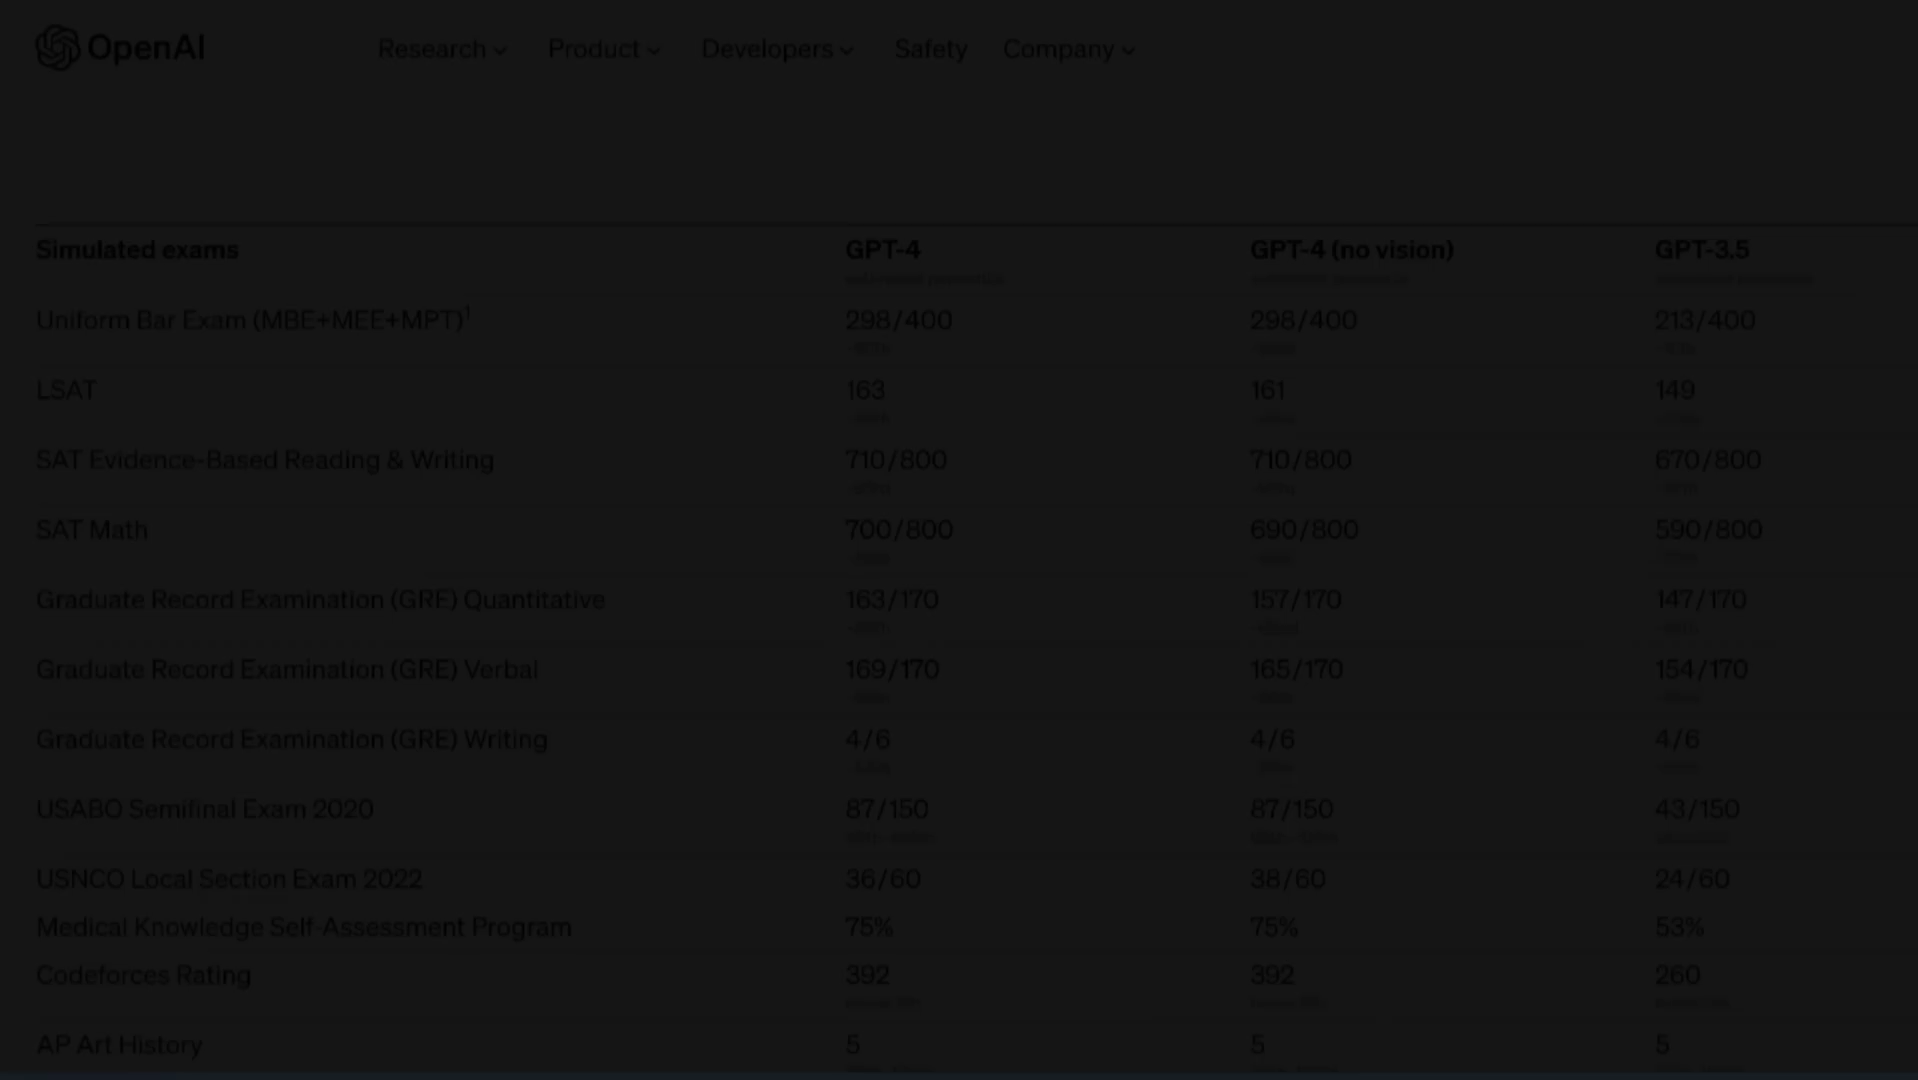 OpenAI Research Product Developers Safety Company
Simulated exams GPT-4 GPT-4 (no vision) GPT-3.5
Uniform Bar Exam (MBE+MEE+MPT)¹ 298/400 298/400 213/400
LSAT 163 161 149
SAT Evidence-Based Reading & Writing 710/800 710/800 670/800
SAT Math 700/800 690/800 590/800
Graduate Record Examination (GRE) Quantitative 163/170 157/170 147/170
Graduate Record Examination (GRE) Verbal 169/170 165/170 154/170
Graduate Record Examination (GRE) Writing 4/6 4/6 4/6
USABO Semifinal Exam 2020 87/150 87/150 43/150
USNCO Local Section Exam 2022 36/60 38/60 24/60
Medical Knowledge Self-Assessment Program 75% 75% 53%
Codeforces Rating 392 392 260
AP Art History 5 5 5